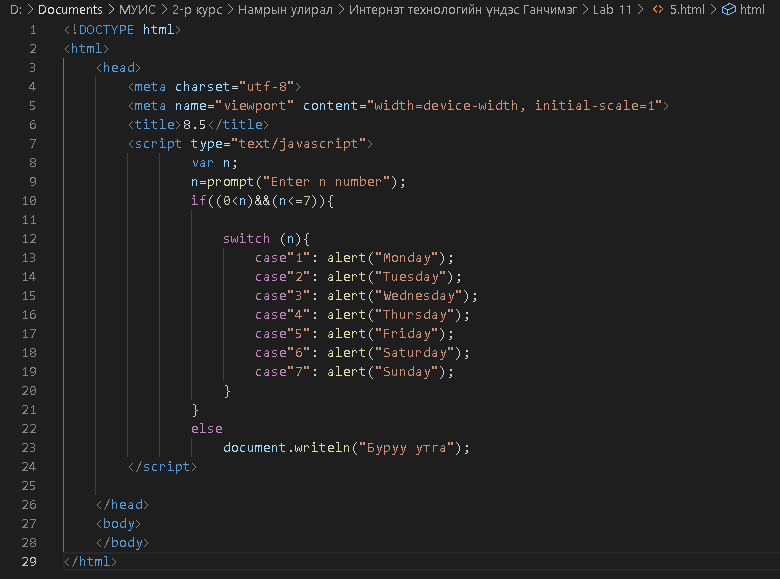 D: > Documents > МУИС > 2-р курс > Намрын улирал > Интернэт технологийн үндэс Ганчимэг > Lab 11 > <> 5.html > html
1 <!DOCTYPE html>
2 <html>
3 <head>
4 <meta charset="utf-8">
5 <meta name="viewport" content="width=device-width, initial-scale=1">
6 <title>8.5</title>
7 <script type="text/javascript">
8 var n;
9 n=prompt("Enter n number");
10 if((0<n)&&(n<=7)){
11
12 switch (n){
13 case"1": alert("Monday");
14 case"2": alert("Tuesday");
15 case"3": alert("Wednesday");
16 case"4": alert("Thursday");
17 case"5": alert("Friday");
18 case"6": alert("Saturday");
19 case"7": alert("Sunday");
20 }
21 }
22 else
23 document.writeln("Буруу утга");
24 </script>
25
26 </head>
27 <body>
28 </body>
29 </html>